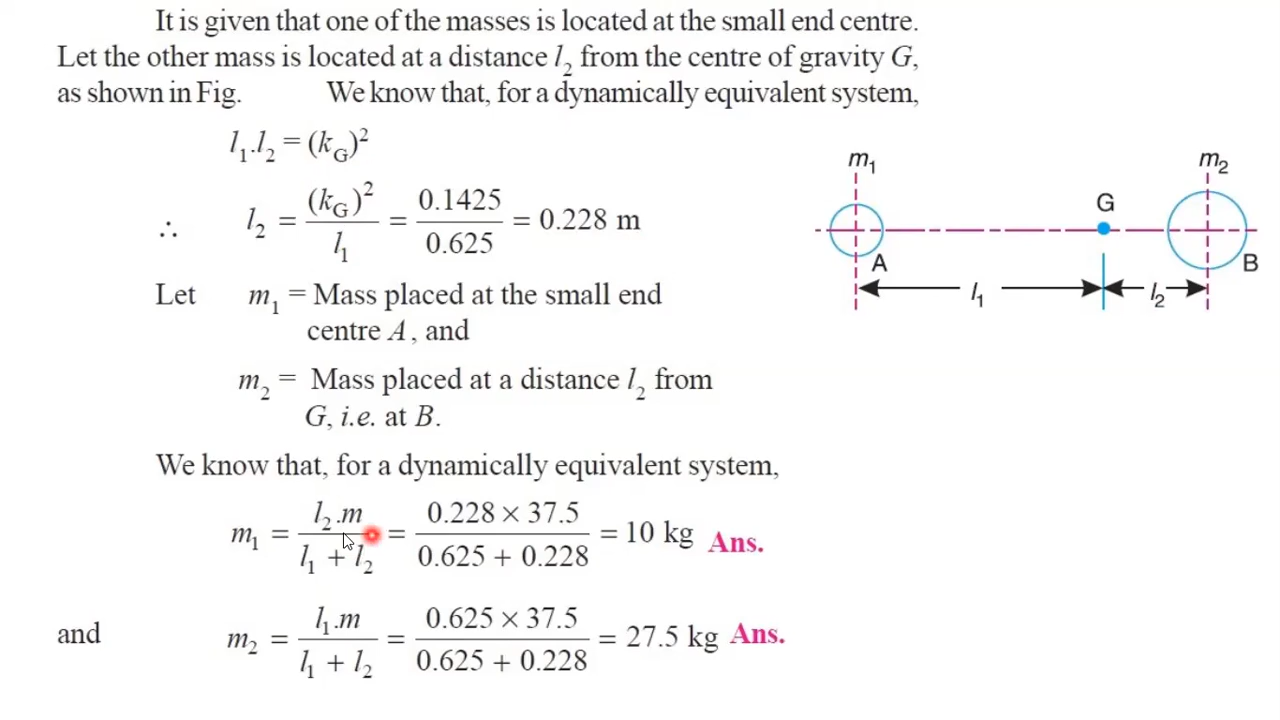 It is given that one of the masses is located at the small end centre.
Let the other mass is located at a distance l₂ from the centre of gravity G,
as shown in Fig. We know that, for a dynamically equivalent system,
l₁.l₂ = (k_G)²
∴ l₂ = (k_G)² / l₁ = 0.1425 / 0.625 = 0.228 m
Let m₁ = Mass placed at the small end
centre A, and
m₂ = Mass placed at a distance l₂ from
G, i.e. at B.
We know that, for a dynamically equivalent system,
m₁ = l₂.m / l₁ + l₂ = 0.228 × 37.5 / 0.625 + 0.228 = 10 kg Ans.
and m₂ = l₁.m / l₁ + l₂ = 0.625 × 37.5 / 0.625 + 0.228 = 27.5 kg Ans.
m₁ m₂
G
A B
l₁ l₂